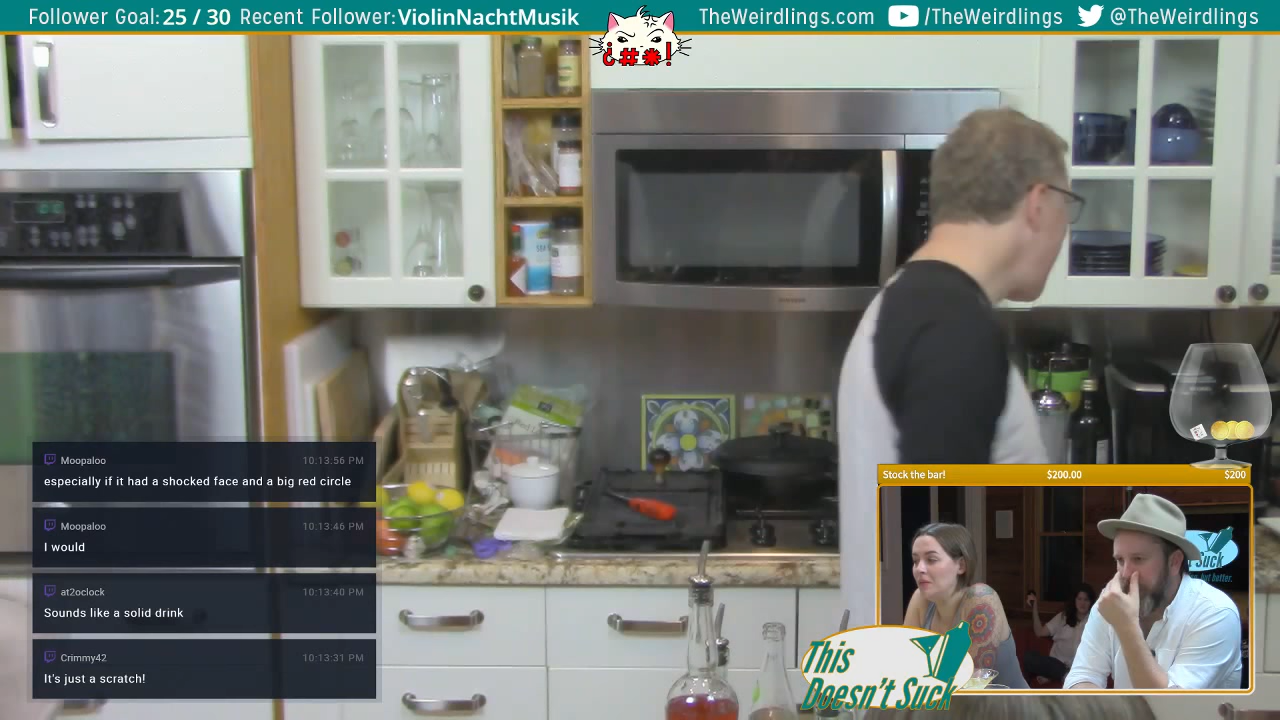 Follower Goal: 25 / 30 Recent Follower: ViolinNachtMusik
¿#*!
TheWeirdlings.com /TheWeirdlings @TheWeirdlings
Moopaloo 10:13:56 PM
especially if it had a shocked face and a big red circle
Moopaloo 10:13:46 PM
I would
at2oclock 10:13:40 PM
Sounds like a solid drink
Crimmy42 10:13:31 PM
It's just a scratch!
Stock the bar! $200.00 $200
Suck
but better.
This
Doesn't Suck